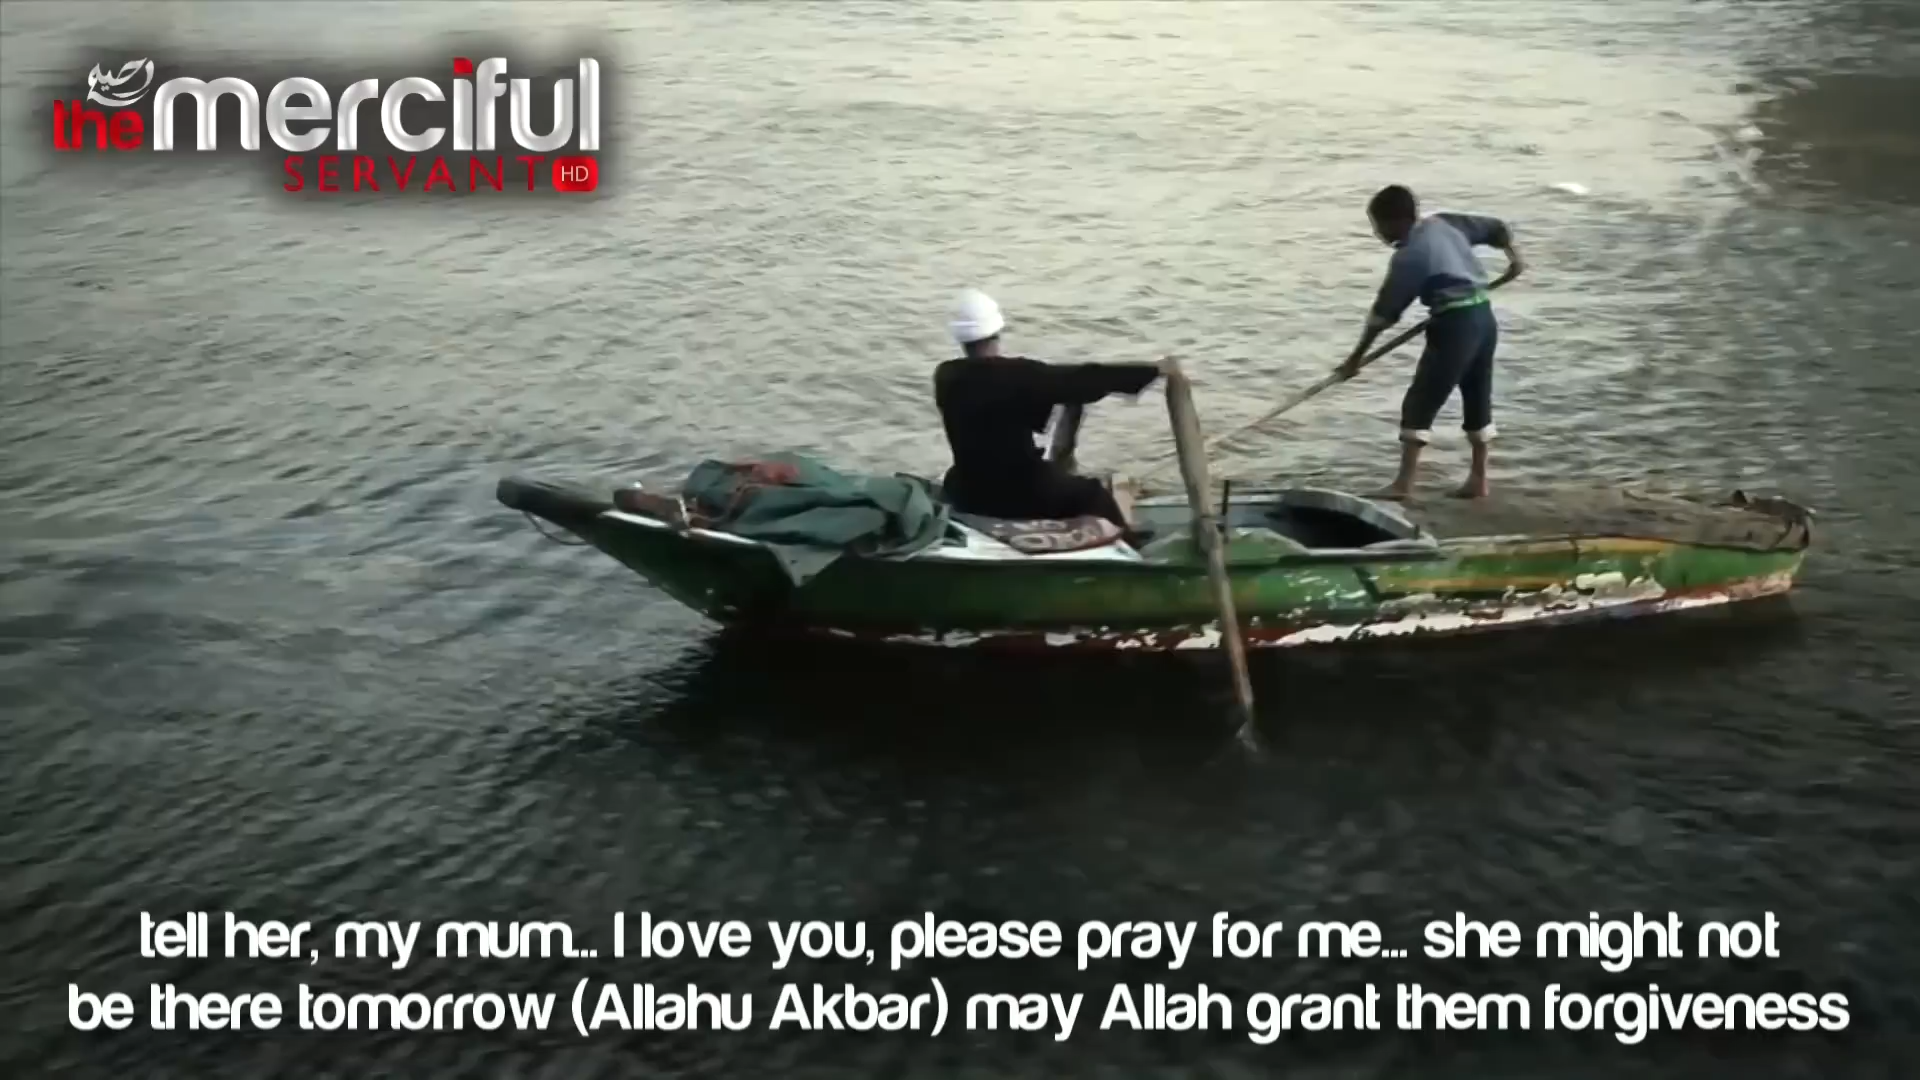 the merciful
SERVANT HD
tell her, my mum... I love you, please pray for me... she might not
be there tomorrow (Allahu Akbar) may Allah grant them forgiveness